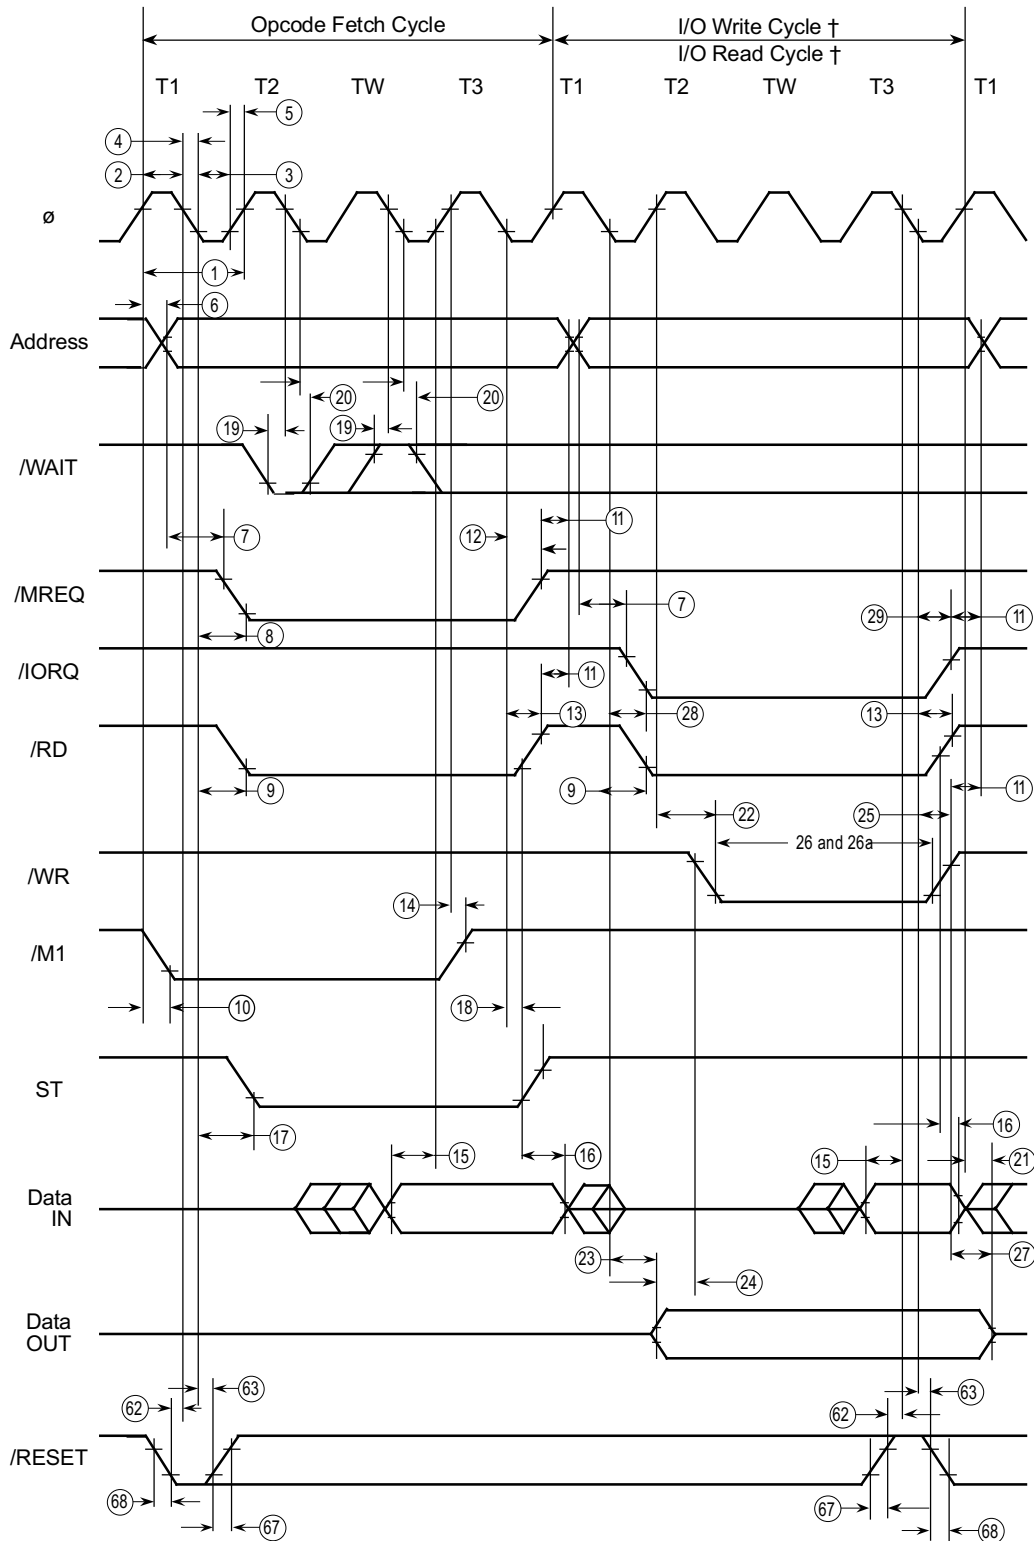 Opcode Fetch Cycle
I/O Write Cycle †
I/O Read Cycle †
T1 T2 TW T3 T1 T2 TW T3 T1
5
4
2 3
ø
1
6
Address
20 20
19 19
/WAIT
11
7 12
/MREQ
7 29 11
8
/IORQ
11
13 28 13
/RD
9 9 11
22 25
26 and 26a
/WR
14
/M1
10 18
ST
16
17
15 16 15 21
Data
IN
23 27
24
Data
OUT
63 63
62 62
/RESET
68 67
67 68